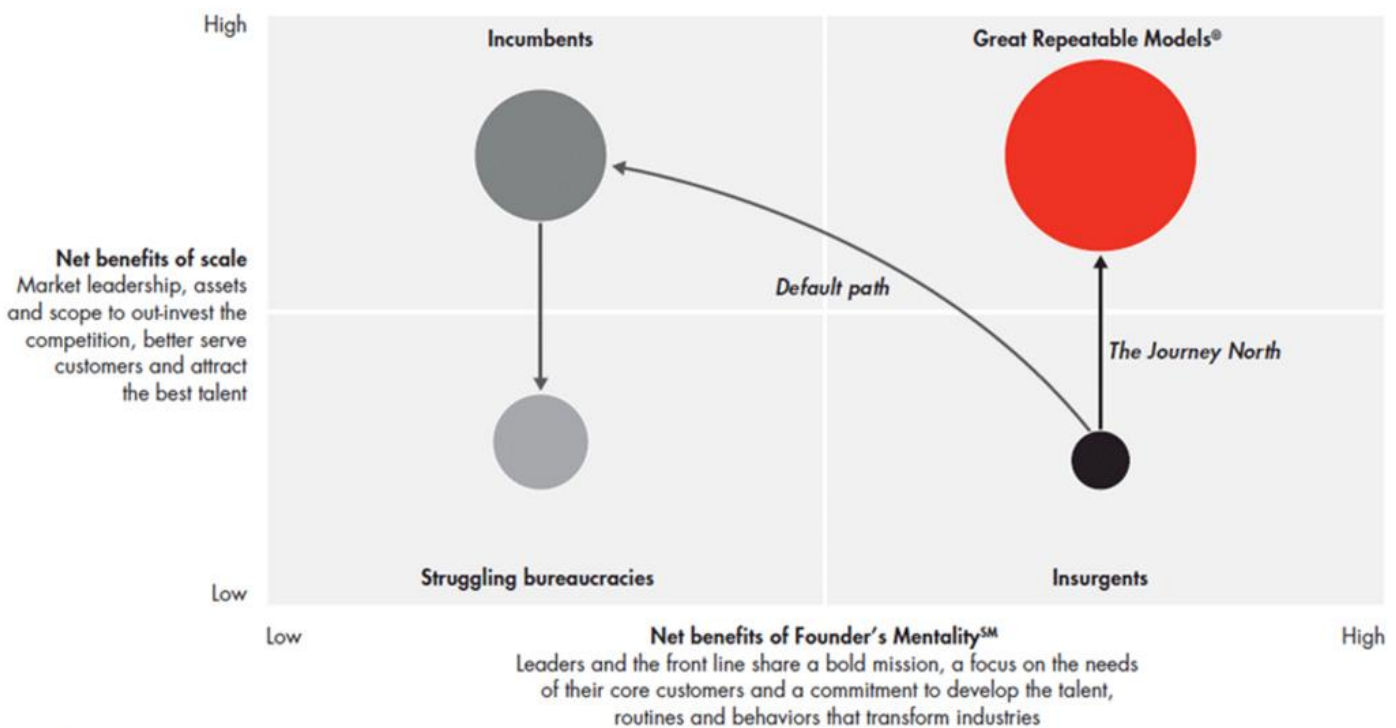 High
Incumbents
Great Repeatable Models®
Net benefits of scale
Market leadership, assets
and scope to out-invest the
competition, better serve
customers and attract
the best talent
Default path
The Journey North
Struggling bureaucracies
Insurgents
Low
Low
Net benefits of Founder’s Mentality℠
High
Leaders and the front line share a bold mission, a focus on the needs
of their core customers and a commitment to develop the talent,
routines and behaviors that transform industries